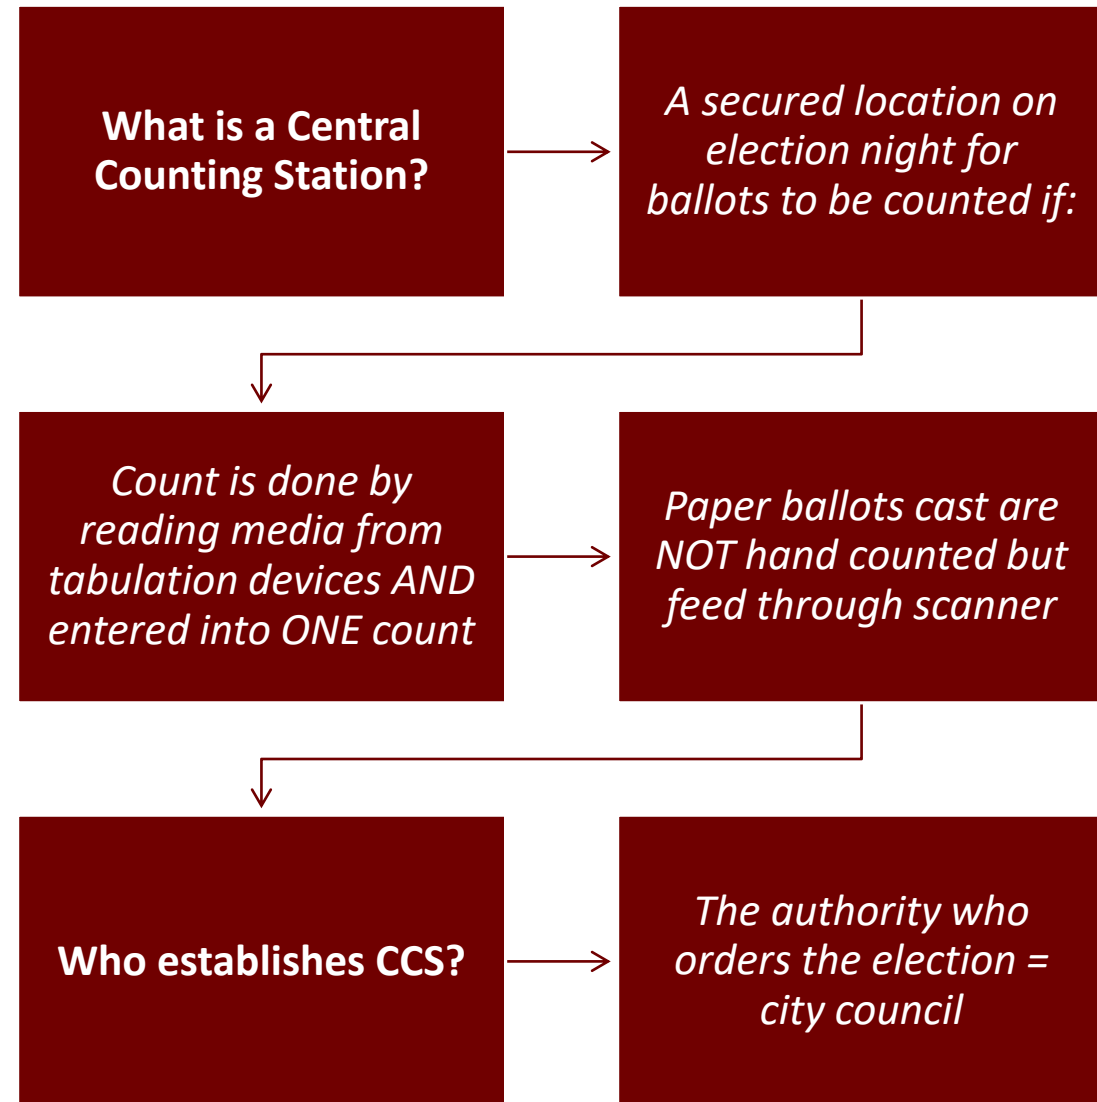 What is a Central
Counting Station?
A secured location on
election night for
ballots to be counted if:
Count is done by
reading media from
tabulation devices AND
entered into ONE count
Paper ballots cast are
NOT hand counted but
feed through scanner
Who establishes CCS?
The authority who
orders the election =
city council